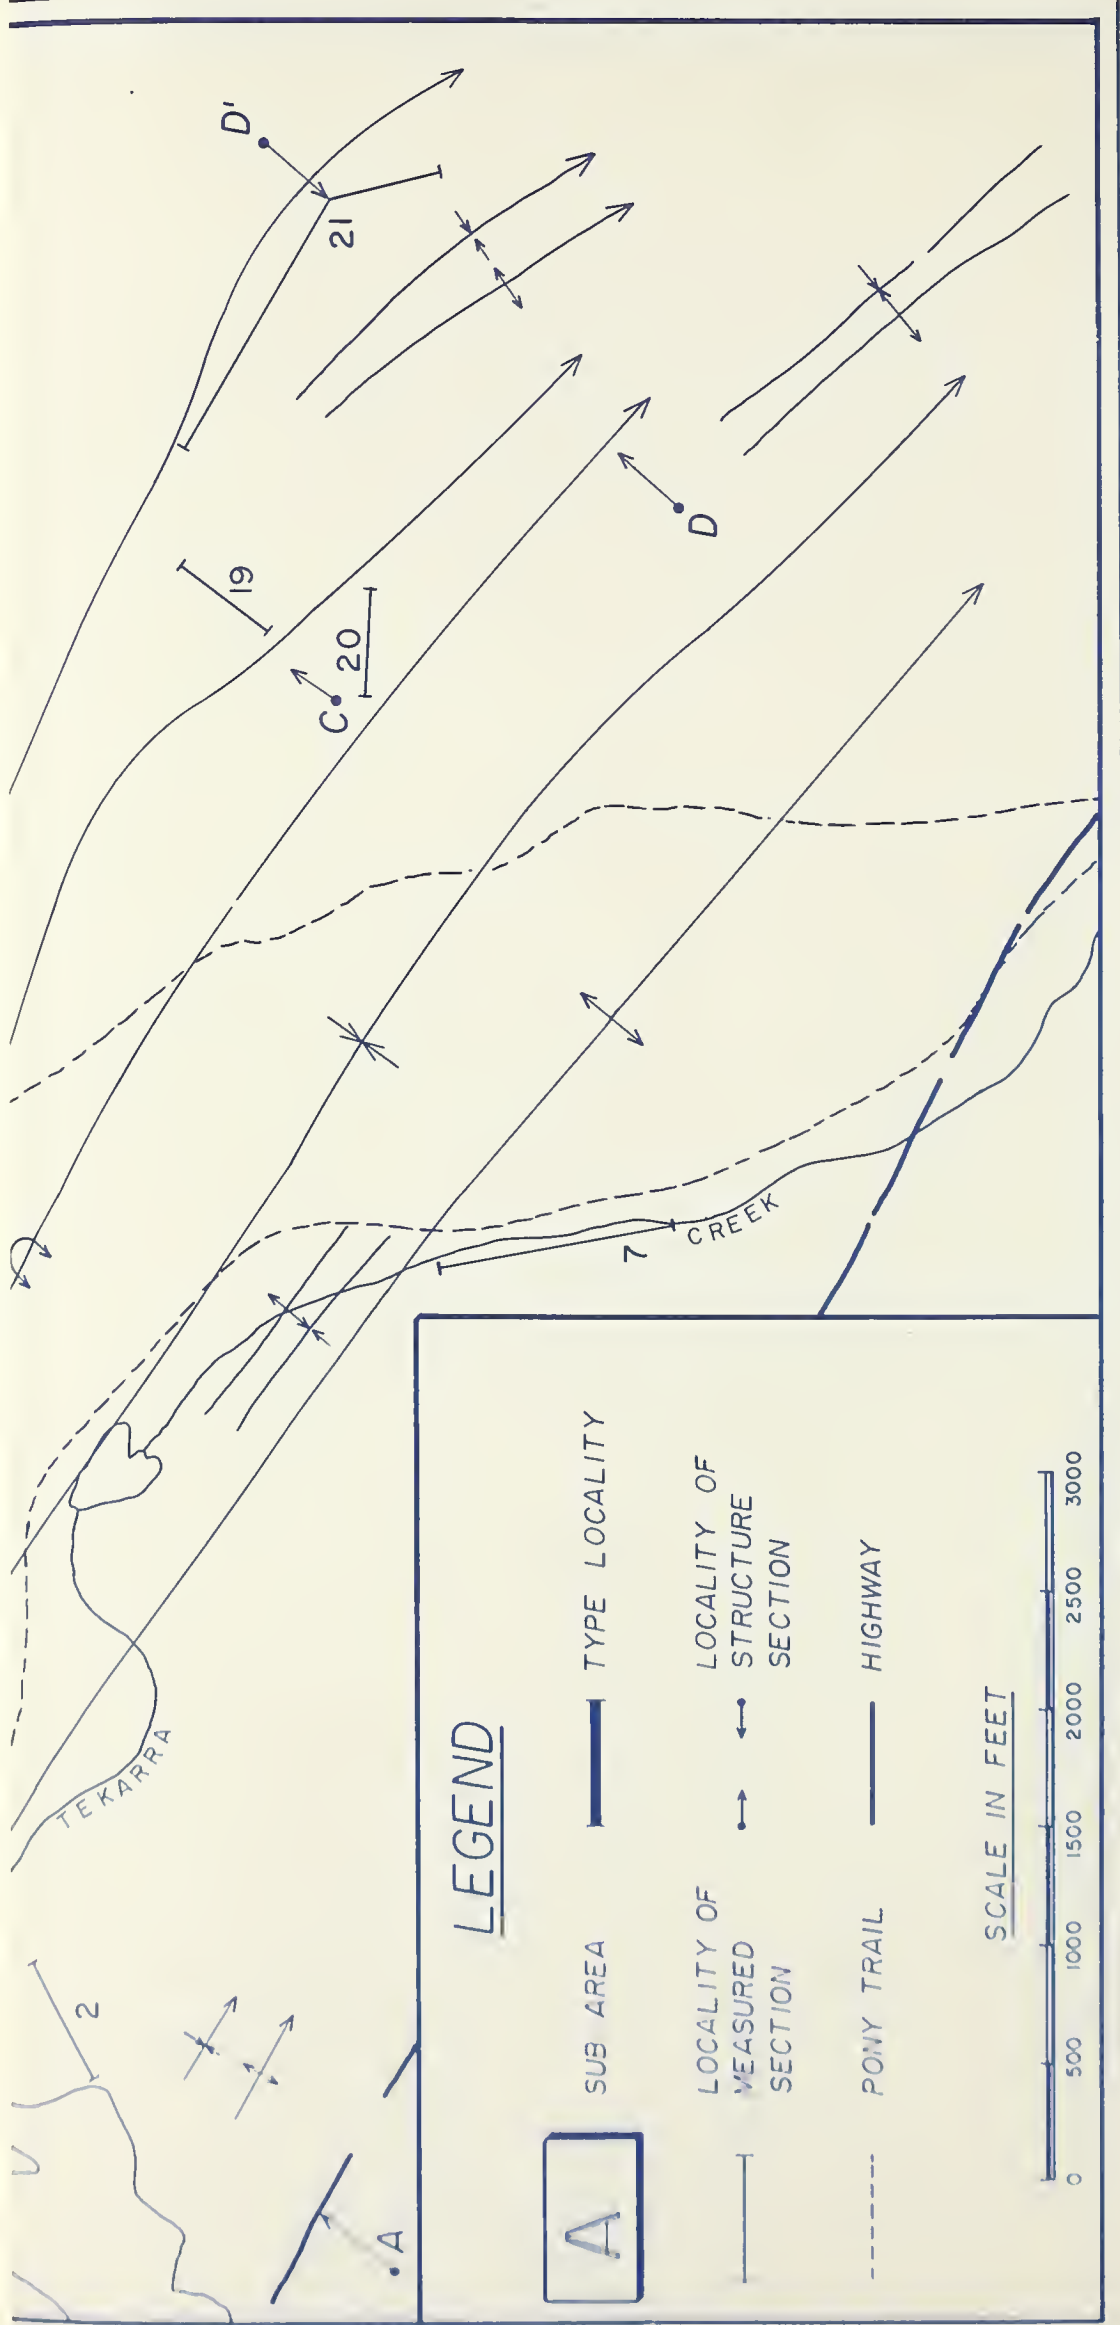 D'
21
19
20
C
D
7
CREEK
TEKARRA
2
A
LEGEND
A
SUB AREA
TYPE LOCALITY
LOCALITY OF
MEASURED
SECTION
LOCALITY OF
STRUCTURE
SECTION
PONY TRAIL
HIGHWAY
SCALE IN FEET
0 500 1000 1500 2000 2500 3000